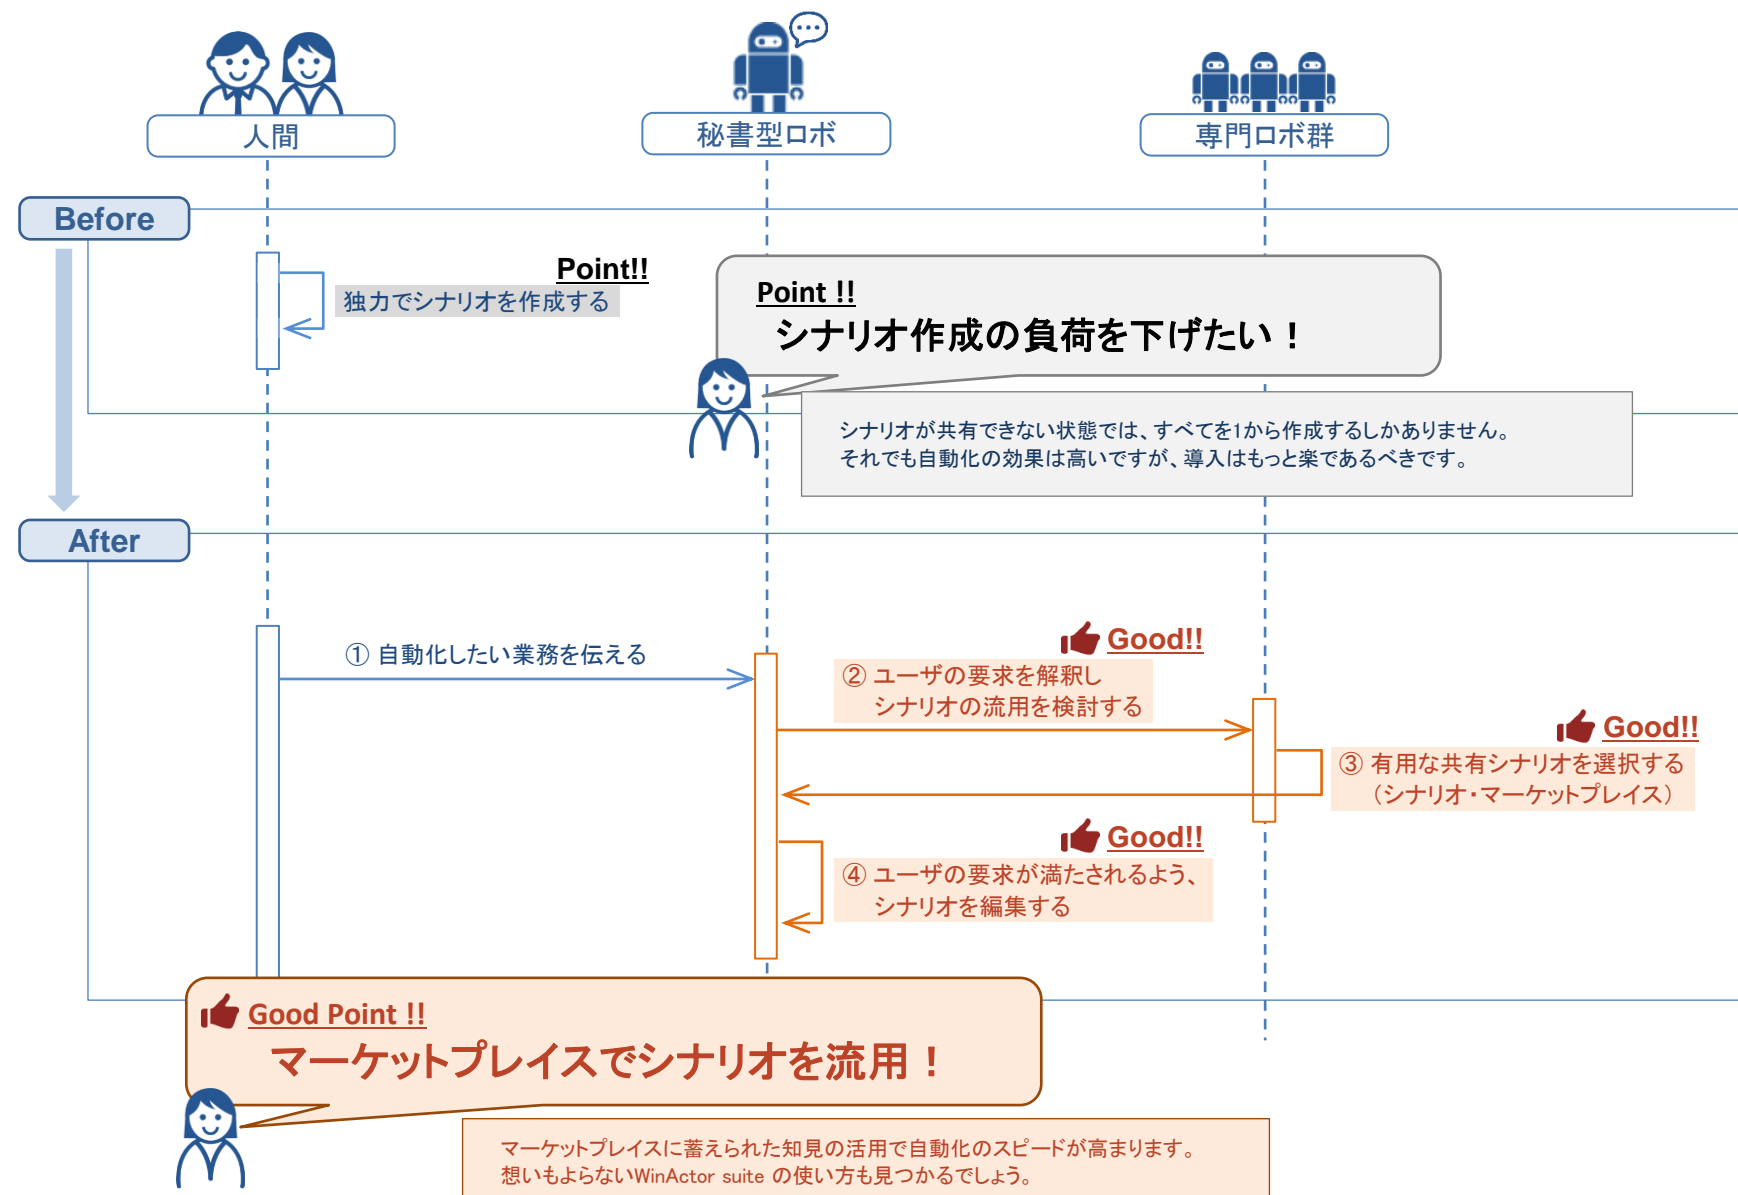 人間
秘書型ロボ
専門ロボ群
Before
Point!!
独力でシナリオを作成する
Point !!
シナリオ作成の負荷を下げたい！
シナリオが共有できない状態では、すべてを1から作成するしかありません。
それでも自動化の効果は高いですが、導入はもっと楽であるべきです。
After
① 自動化したい業務を伝える
Good!!
② ユーザの要求を解釈し
シナリオの流用を検討する
Good!!
③ 有用な共有シナリオを選択する
（シナリオ・マーケットプレイス）
Good!!
④ ユーザの要求が満たされるよう、
シナリオを編集する
Good Point !!
マーケットプレイスでシナリオを流用！
マーケットプレイスに蓄えられた知見の活用で自動化のスピードが高まります。
想いもよらないWinActor suite の使い方も見つかるでしょう。